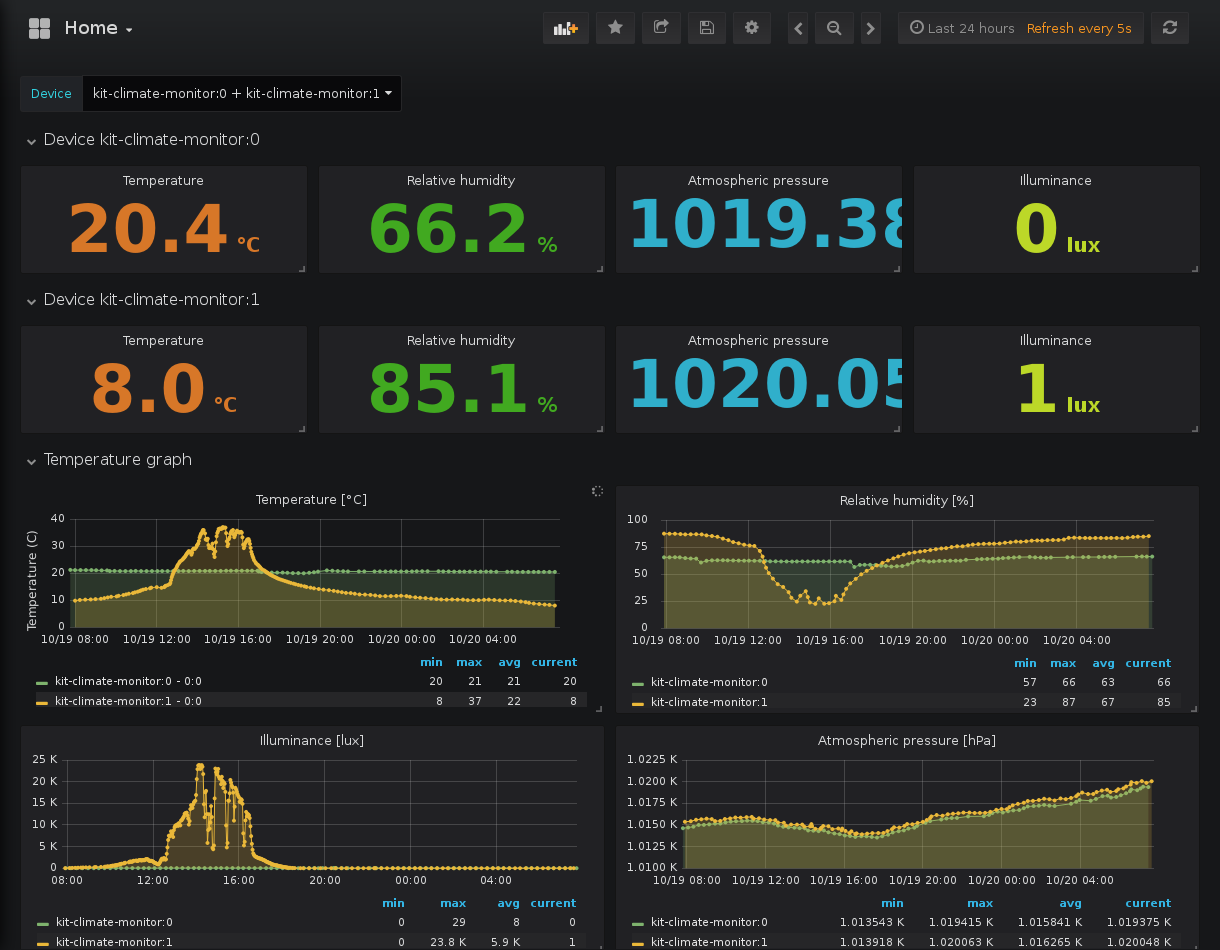 Home
Last 24 hours Refresh every 5s
Device kit-climate-monitor:0 + kit-climate-monitor:1
Device kit-climate-monitor:0
Temperature Relative humidity Atmospheric pressure Illuminance
20.4 °C 66.2 % 1019.38 0 lux
Device kit-climate-monitor:1
Temperature Relative humidity Atmospheric pressure Illuminance
8.0 °C 85.1 % 1020.05 1 lux
Temperature graph
Temperature [°C]
Temperature (C)
40
30
20
10
0
10/19 08:00 10/19 12:00 10/19 16:00 10/19 20:00 10/20 00:00 10/20 04:00
min max avg current
kit-climate-monitor:0 - 0:0 20 21 21 20
kit-climate-monitor:1 - 0:0 8 37 22 8
Relative humidity [%]
100
75
50
25
0
10/19 08:00 10/19 12:00 10/19 16:00 10/19 20:00 10/20 00:00 10/20 04:00
min max avg current
kit-climate-monitor:0 57 66 63 66
kit-climate-monitor:1 23 87 67 85
Illuminance [lux]
25 K
20 K
15 K
10 K
5 K
0
08:00 12:00 16:00 20:00 00:00 04:00
min max avg current
kit-climate-monitor:0 0 29 8 0
kit-climate-monitor:1 0 23.8 K 5.9 K 1
Atmospheric pressure [hPa]
1.0225 K
1.0200 K
1.0175 K
1.0150 K
1.0125 K
1.0100 K
10/19 08:00 10/19 12:00 10/19 16:00 10/19 20:00 10/20 00:00 10/20 04:00
min max avg current
kit-climate-monitor:0 1.013543 K 1.019415 K 1.015841 K 1.019375 K
kit-climate-monitor:1 1.013918 K 1.020063 K 1.016265 K 1.020048 K